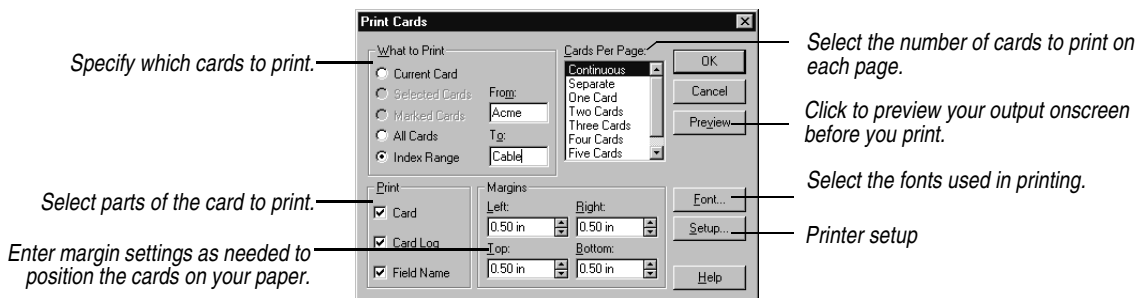 Print Cards
Specify which cards to print.
What to Print
Current Card
Selected Cards
Marked Cards
All Cards
Index Range
From:
Acme
To:
Cable
Cards Per Page:
Continuous
Separate
One Card
Two Cards
Three Cards
Four Cards
Five Cards
OK
Cancel
Preview
Select the number of cards to print on
each page.
Click to preview your output onscreen
before you print.
Select parts of the card to print.
Print
Card
Card Log
Field Name
Enter margin settings as needed to
position the cards on your paper.
Margins
Left:
0.50 in
Right:
0.50 in
Top:
0.50 in
Bottom:
0.50 in
Font...
Setup...
Help
Select the fonts used in printing.
Printer setup